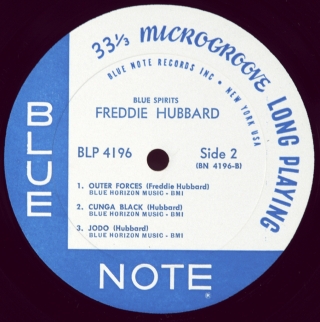 33⅓ MICROGROOVE LONG PLAYING
BLUE NOTE RECORDS INC • NEW YORK USA
BLUE SPIRITS
FREDDIE HUBBARD
BLP 4196
Side 2
(BN 4196-B)
1. OUTER FORCES (Freddie Hubbard)
BLUE HORIZON MUSIC - BMI
2. CUNGA BLACK (Hubbard)
BLUE HORIZON MUSIC - BMI
3. JODO (Hubbard)
BLUE HORIZON MUSIC - BMI
BLUE
NOTE ®